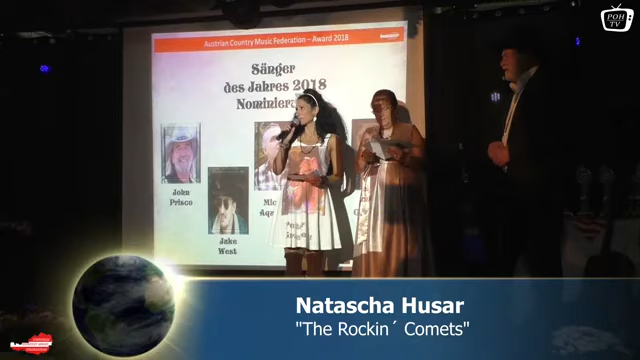 POH
TV
Austrian Country Music Federation – Award 2018
Sänger
des Jahres 2018
John
Prisco
Jake
West
Natascha Husar
"The Rockin´ Comets"